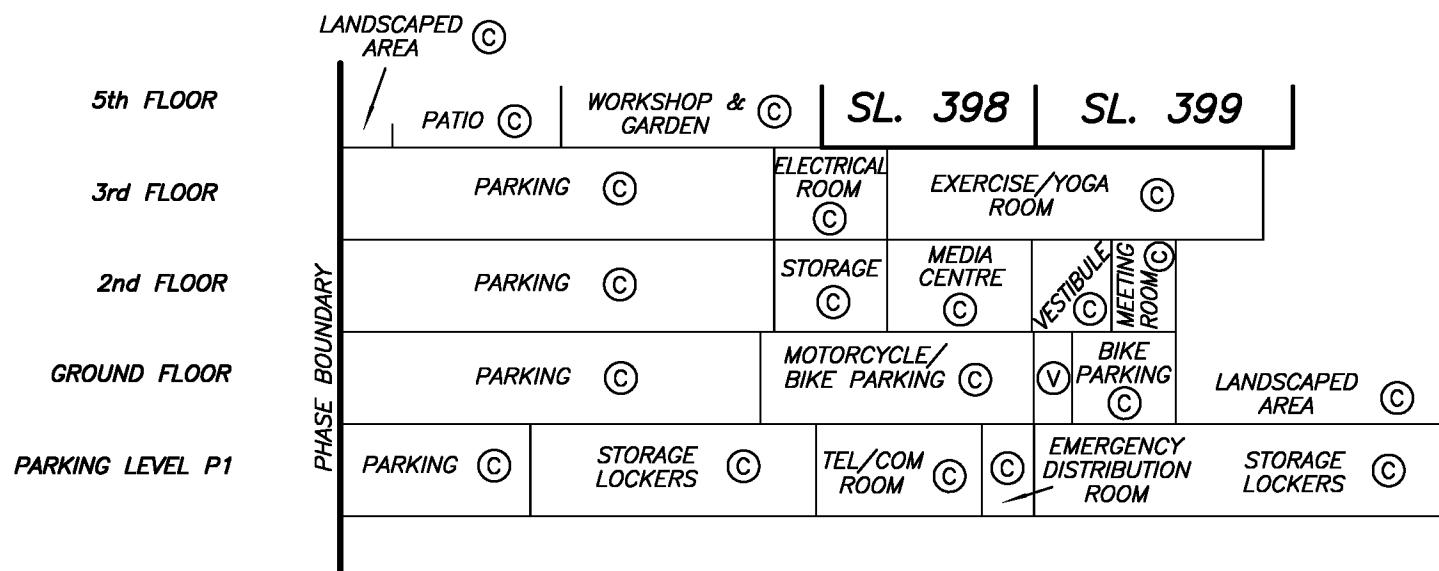 LANDSCAPED
AREA Ⓒ
5th FLOOR
PATIO Ⓒ
WORKSHOP &
GARDEN Ⓒ
SL. 398
SL. 399
3rd FLOOR
PARKING Ⓒ
ELECTRICAL
ROOM
Ⓒ
EXERCISE/YOGA
ROOM Ⓒ
2nd FLOOR
PARKING Ⓒ
STORAGE
Ⓒ
MEDIA
CENTRE
Ⓒ
VESTIBULE
Ⓒ
MEETING
ROOM Ⓒ
PHASE BOUNDARY
GROUND FLOOR
PARKING Ⓒ
MOTORCYCLE/
BIKE PARKING Ⓒ
Ⓥ
BIKE
PARKING
Ⓒ
LANDSCAPED
AREA Ⓒ
PARKING LEVEL P1
PARKING Ⓒ
STORAGE
LOCKERS Ⓒ
TEL/COM
ROOM Ⓒ
Ⓒ
EMERGENCY
DISTRIBUTION
ROOM
STORAGE
LOCKERS Ⓒ